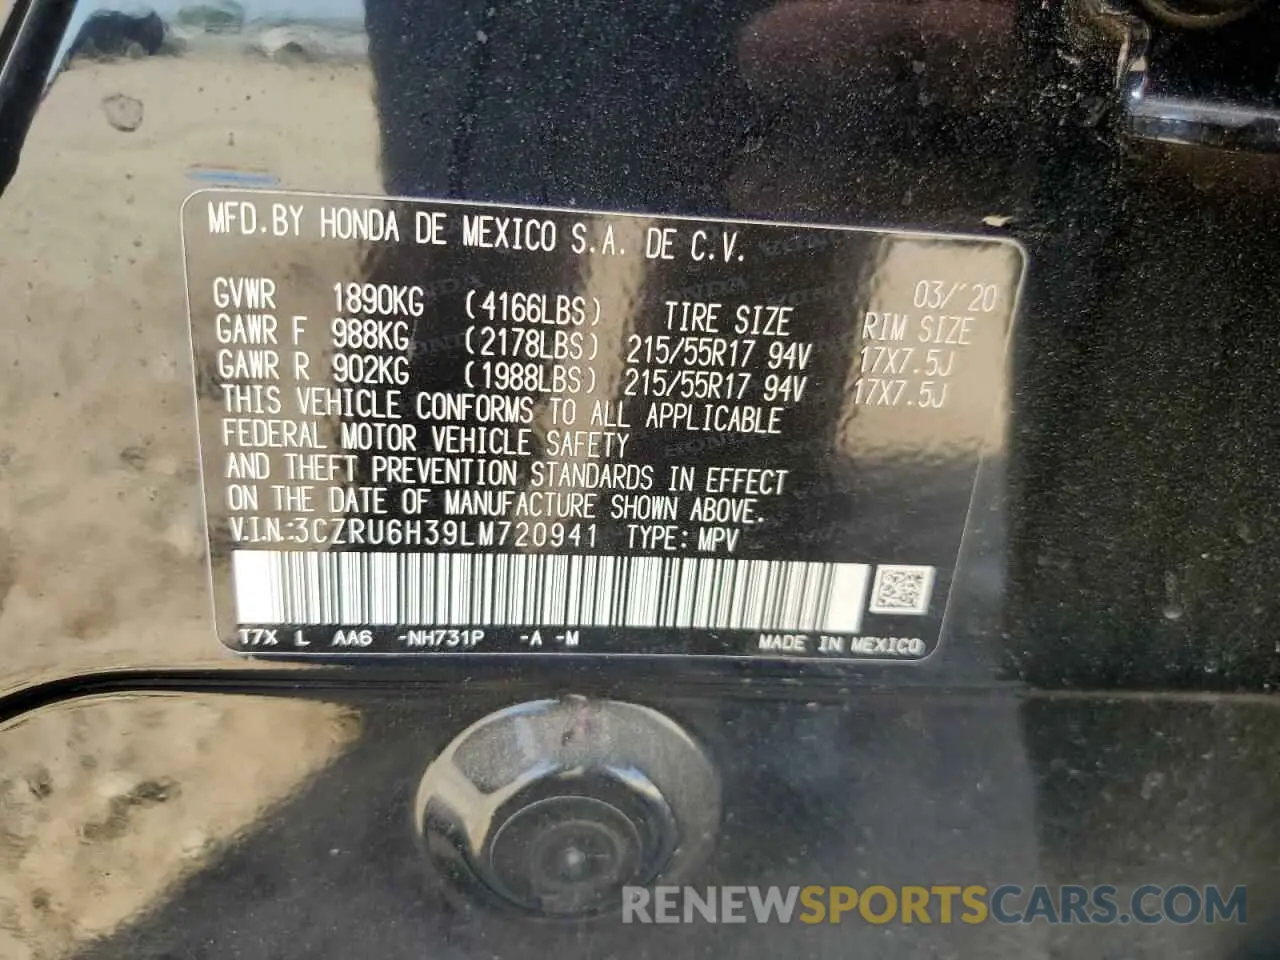 MFD.BY HONDA DE MEXICO S.A. DE C.V.
03/'20
GVWR 1890KG (4166LBS) TIRE SIZE RIM SIZE
GAWR F 988KG (2178LBS) 215/55R17 94V 17X7.5J
GAWR R 902KG (1988LBS) 215/55R17 94V 17X7.5J
THIS VEHICLE CONFORMS TO ALL APPLICABLE
FEDERAL MOTOR VEHICLE SAFETY
AND THEFT PREVENTION STANDARDS IN EFFECT
ON THE DATE OF MANUFACTURE SHOWN ABOVE.
V.I.N.:3CZRU6H39LM720941 TYPE: MPV
T7X L AA6 -NH731P -A -M MADE IN MEXICO
RENEWSPORTSCARS.COM